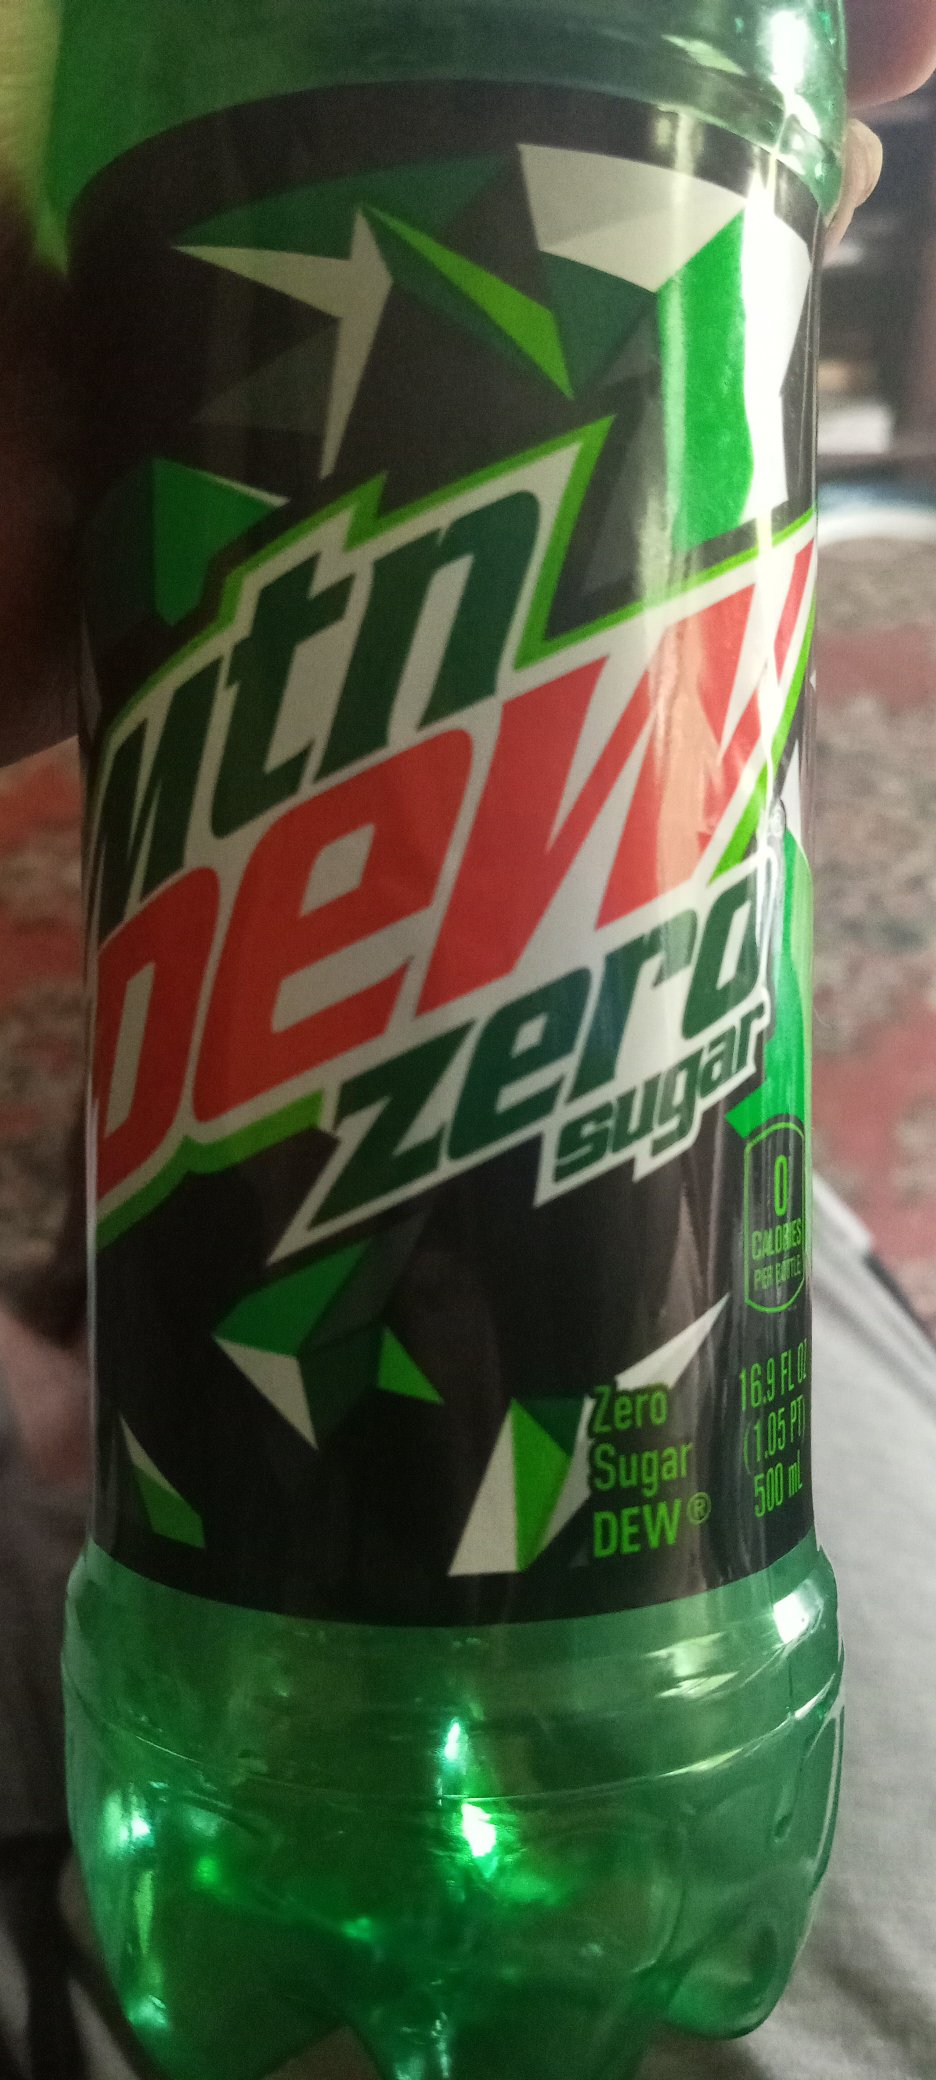 Mtn
Dew
zero
sugar
0
CALORIES
PER BOTTLE
Zero
Sugar
DEW®
16.9 FL OZ
(1.05 PT)
500 mL